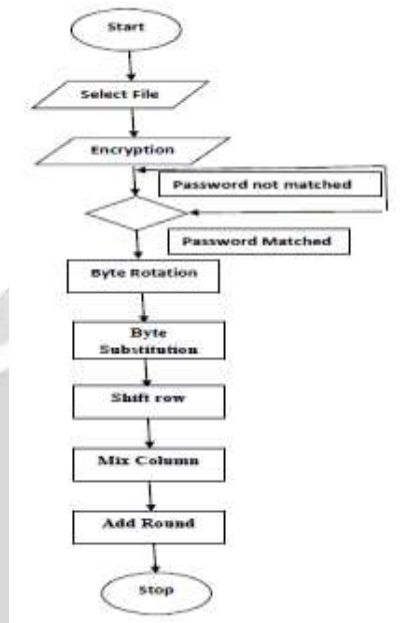 Start
Select File
Encryption
Password not matched
Password Matched
Byte Rotation
Byte
Substitution
Shift row
Mix Column
Add Round
Stop